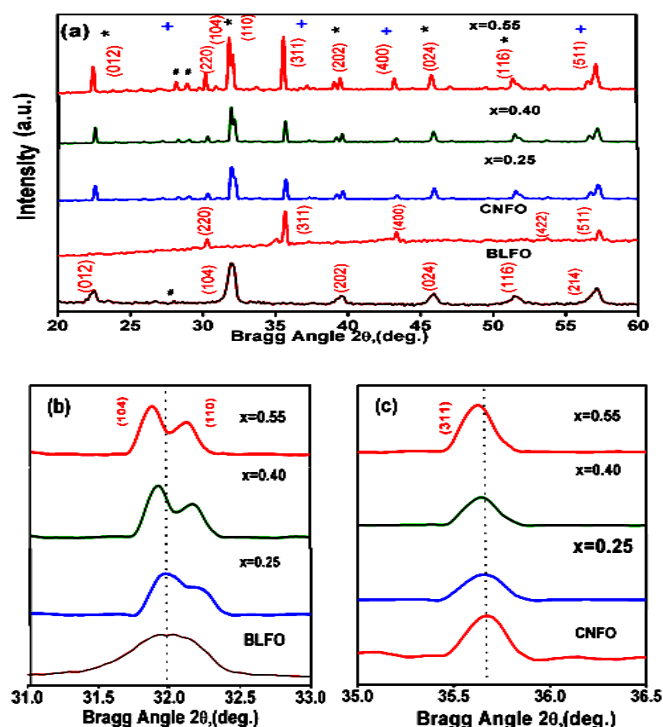 (a)
* + * + * * + * +
(012) (220) (104) (110) (311) (202) (400) (024) (116) (511)
x=0.55
# #
x=0.40
x=0.25
CNFO
(220) (311) (400) (422) (511)
BLFO
(012) # (104) (202) (024) (116) (214)
Intensity (a.u.)
20 25 30 35 40 45 50 55 60
Bragg Angle 2θ,(deg.)
(b)
(104) (110)
x=0.55
x=0.40
x=0.25
BLFO
31.0 31.5 32.0 32.5 33.0
Bragg Angle 2θ,(deg.)
(c)
(311)
x=0.55
x=0.40
x=0.25
CNFO
35.0 35.5 36.0 36.5
Bragg Angle 2θ,(deg.)